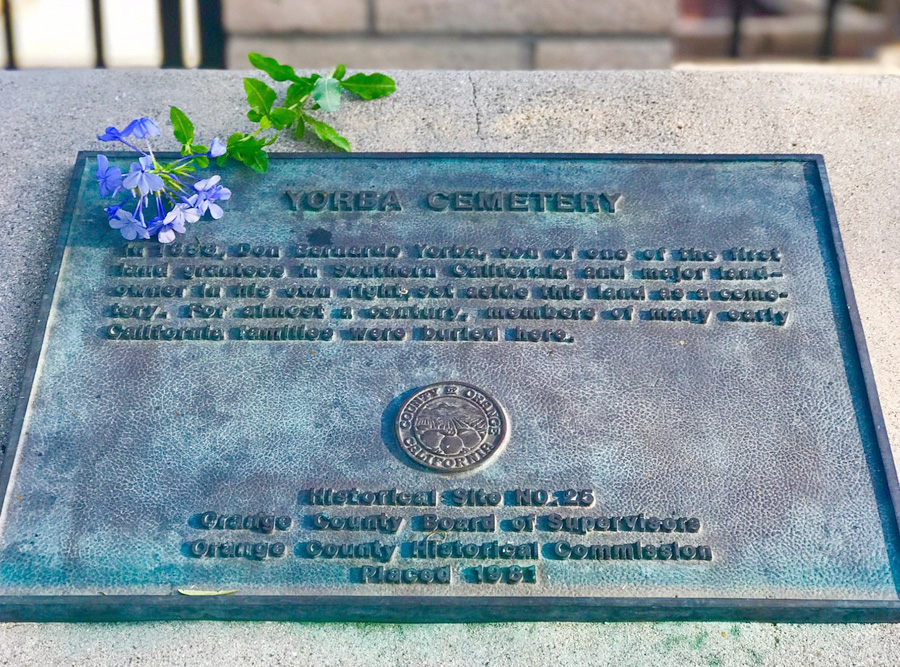 YORBA CEMETERY
In 1858, Don Bernardo Yorba, son of one of the first
land grantees in Southern California and major land-
owner in his own right, set aside this land as a ceme-
tery. For almost a century, members of many early
California families were buried here.
COUNTY OF ORANGE
CALIFORNIA
Historical Site NO. 25
Orange County Board of Supervisors
Orange County Historical Commission
Placed 1981